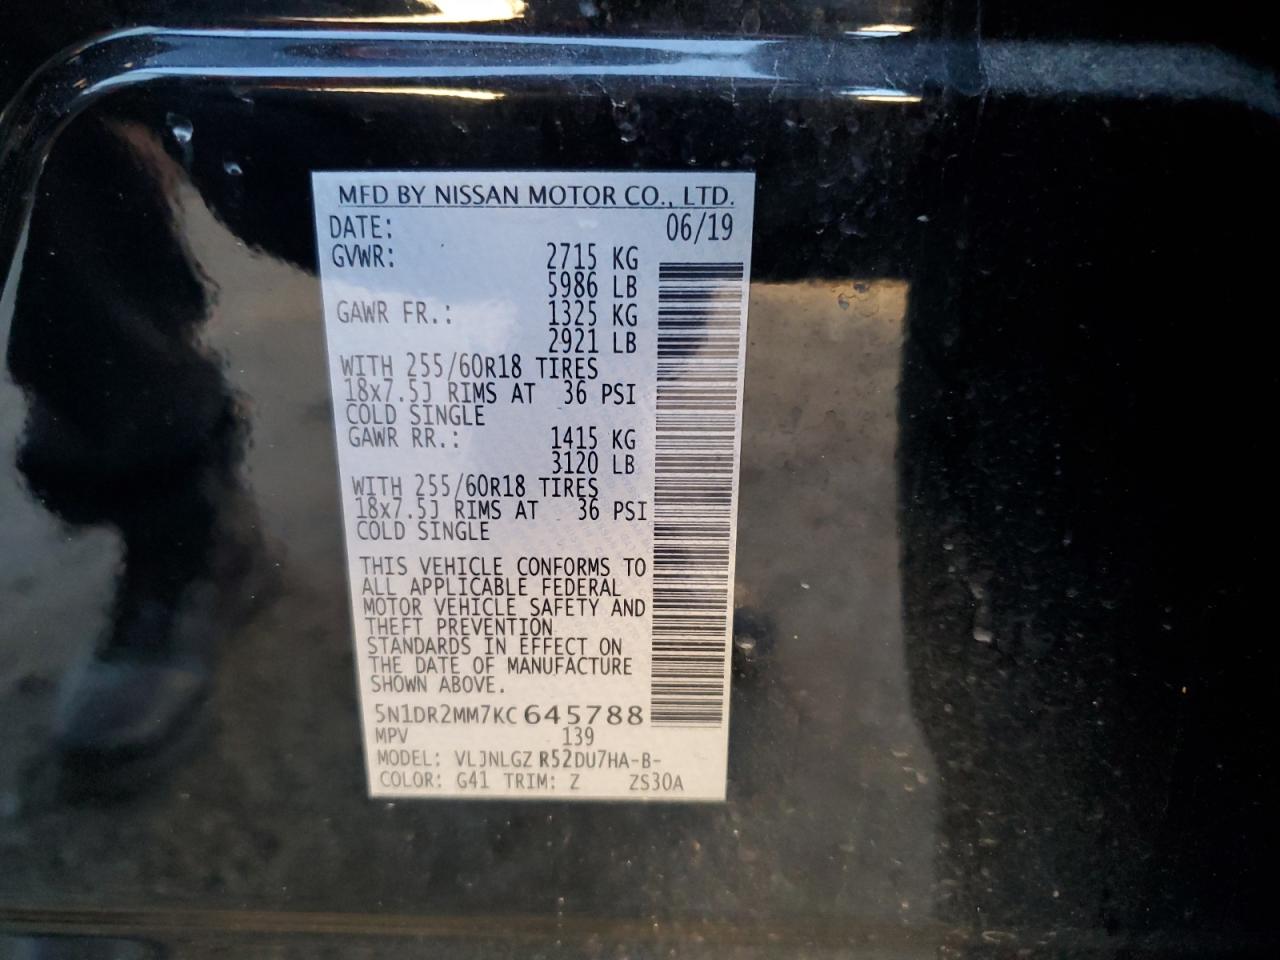 MFD BY NISSAN MOTOR CO., LTD.
DATE: 06/19
GVWR: 2715 KG
5986 LB
GAWR FR.: 1325 KG
2921 LB
WITH 255/60R18 TIRES
18x7.5J RIMS AT 36 PSI
COLD SINGLE
GAWR RR.: 1415 KG
3120 LB
WITH 255/60R18 TIRES
18x7.5J RIMS AT 36 PSI
COLD SINGLE
THIS VEHICLE CONFORMS TO
ALL APPLICABLE FEDERAL
MOTOR VEHICLE SAFETY AND
THEFT PREVENTION
STANDARDS IN EFFECT ON
THE DATE OF MANUFACTURE
SHOWN ABOVE.
5N1DR2MM7KC645788
MPV 139
MODEL: VLJNLGZ R52DU7HA-B-
COLOR: G41 TRIM: Z ZS30A